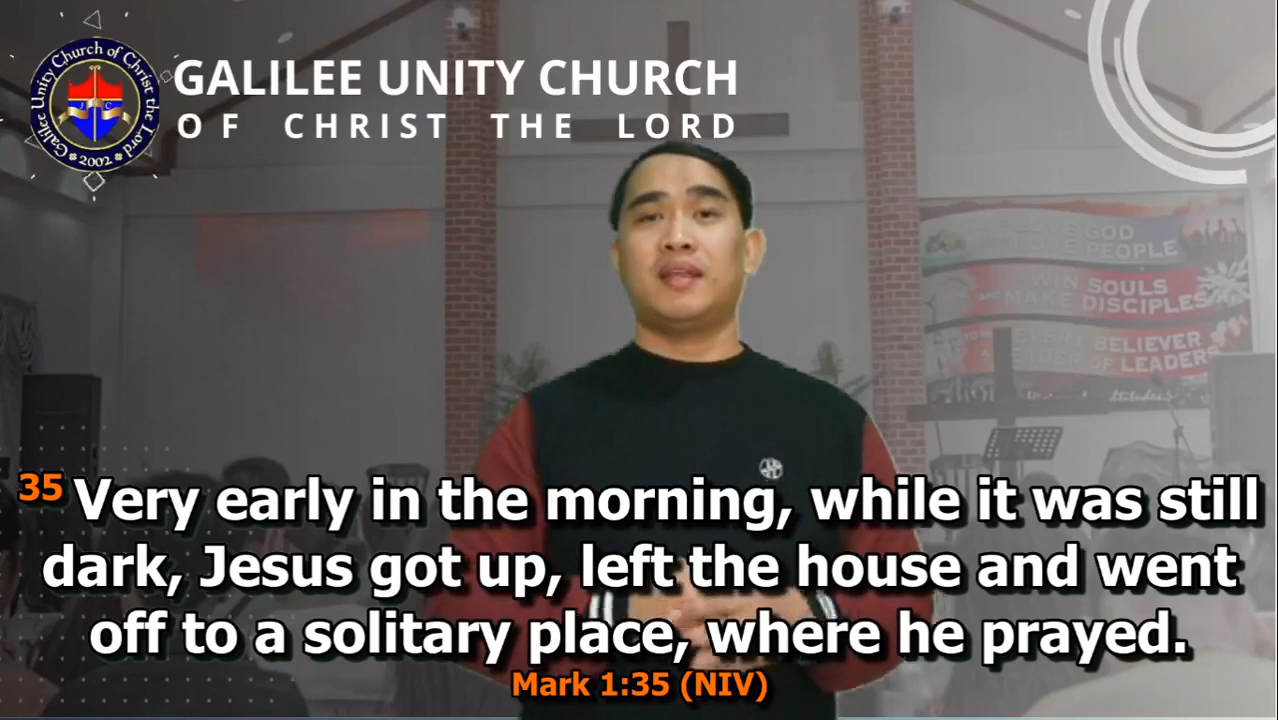 GALILEE UNITY CHURCH
OF CHRIST THE LORD
Galilee Unity Church of Christ the Lord
J C
2002
LOVE GOD
LOVE PEOPLE
WIN SOULS
AND MAKE DISCIPLES
EVERY BELIEVER
LEADER OF LEADERS
35 Very early in the morning, while it was still
dark, Jesus got up, left the house and went
off to a solitary place, where he prayed.
Mark 1:35 (NIV)